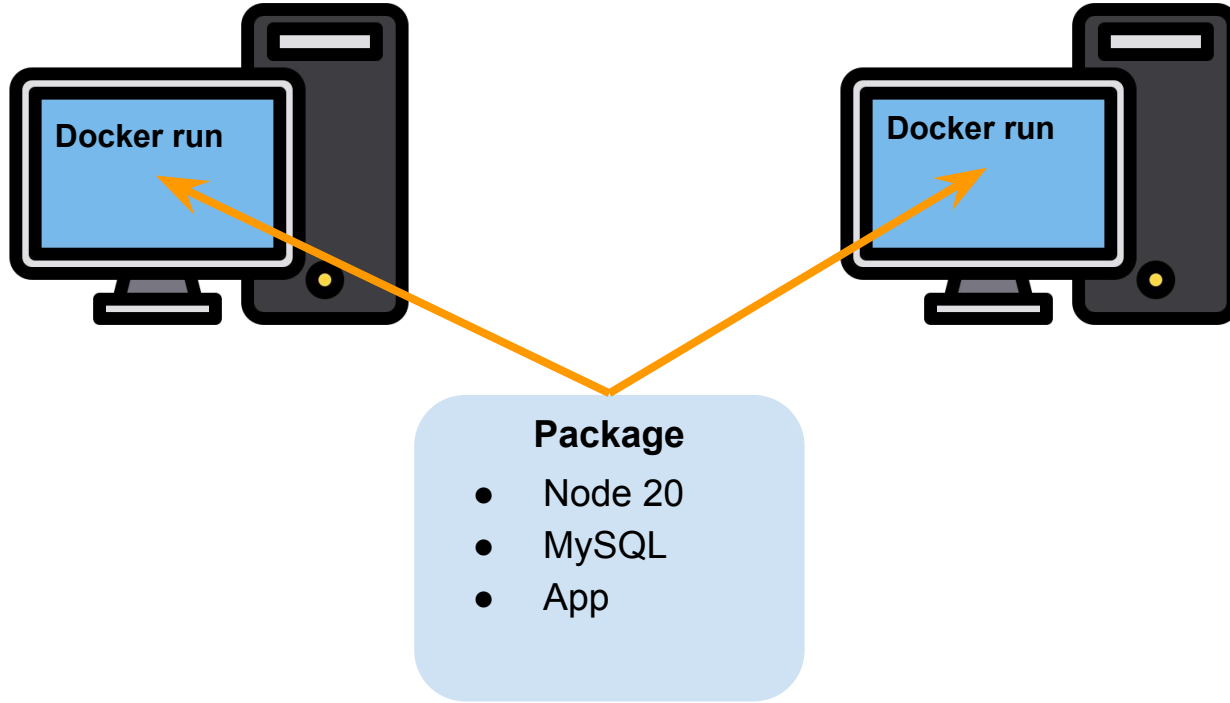 Docker run
Docker run
Package
● Node 20
● MySQL
● App